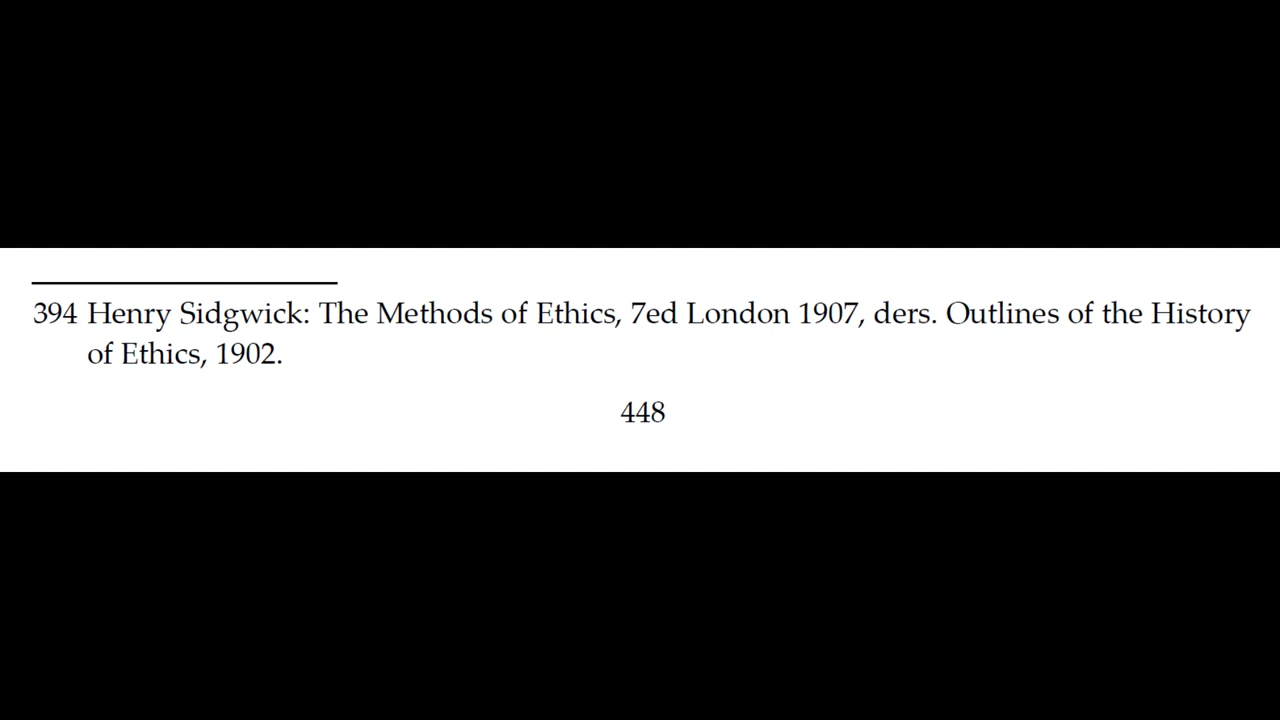 394 Henry Sidgwick: The Methods of Ethics, 7ed London 1907, ders. Outlines of the History
of Ethics, 1902.
448